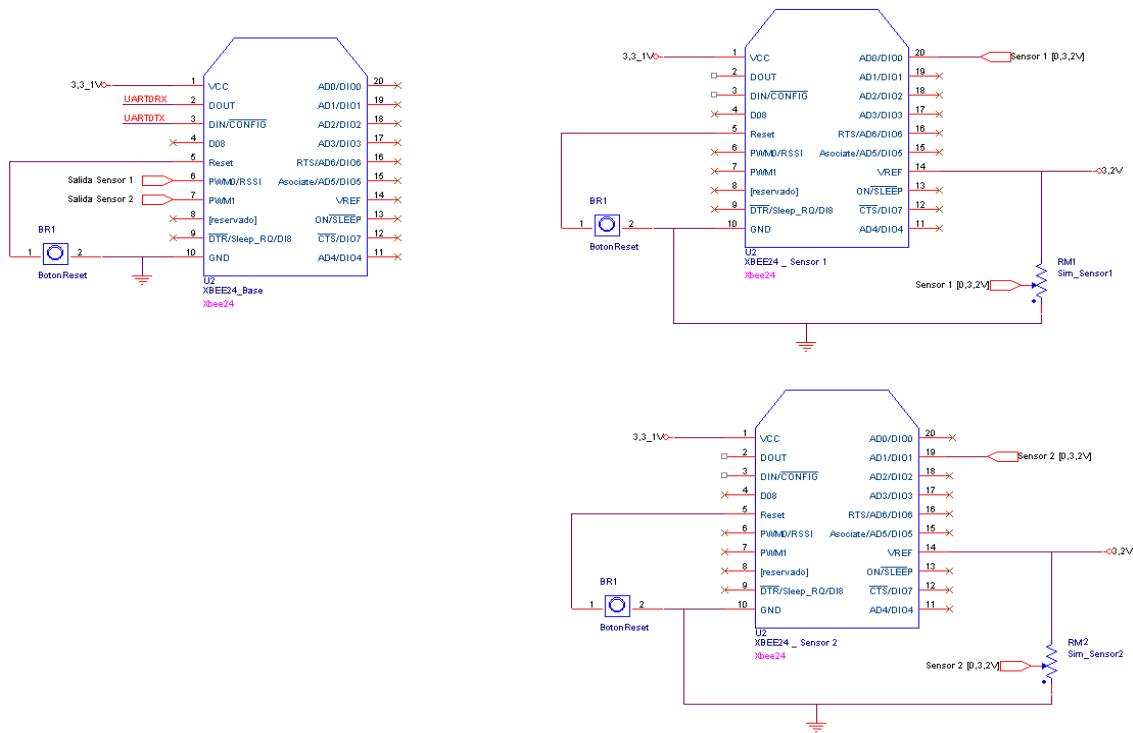 3,3_1V
1 VCC
2 DOUT
3 DIN/CONFIG
4 D08
5 Reset
6 PWM0/RSSI
7 PWM1
8 [reservado]
9 DTR/Sleep_RQ/DI8
10 GND
AD0/DIO0 20
AD1/DIO1 19
AD2/DIO2 18
AD3/DIO3 17
RTS/AD6/DIO6 16
Asociate/AD5/DIO5 15
VREF 14
ON/SLEEP 13
CTS/DIO7 12
AD4/DIO4 11
UART0RX
UART0TX
Salida Sensor 1
Salida Sensor 2
BR1
1 2
BotonReset
U2
XBEE24_Base
Xbee24
3,3_1V
1 VCC
2 DOUT
3 DIN/CONFIG
4 D08
5 Reset
6 PWM0/RSSI
7 PWM1
8 [reservado]
9 DTR/Sleep_RQ/DI8
10 GND
AD0/DIO0 20
AD1/DIO1 19
AD2/DIO2 18
AD3/DIO3 17
RTS/AD6/DIO6 16
Asociate/AD5/DIO5 15
VREF 14
ON/SLEEP 13
CTS/DIO7 12
AD4/DIO4 11
Sensor 1 [0,3,2V]
3,2V
BR1
1 2
BotonReset
U2
XBEE24 _ Sensor 1
Xbee24
RM1
Sim_Sensor1
Sensor 1 [0,3,2V]
3,3_1V
1 VCC
2 DOUT
3 DIN/CONFIG
4 D08
5 Reset
6 PWM0/RSSI
7 PWM1
8 [reservado]
9 DTR/Sleep_RQ/DI8
10 GND
AD0/DIO0 20
AD1/DIO1 19
AD2/DIO2 18
AD3/DIO3 17
RTS/AD6/DIO6 16
Asociate/AD5/DIO5 15
VREF 14
ON/SLEEP 13
CTS/DIO7 12
AD4/DIO4 11
Sensor 2 [0,3,2V]
3,2V
BR1
1 2
BotonReset
U2
XBEE24 _ Sensor 2
Xbee24
RM2
Sim_Sensor2
Sensor 2 [0,3,2V]